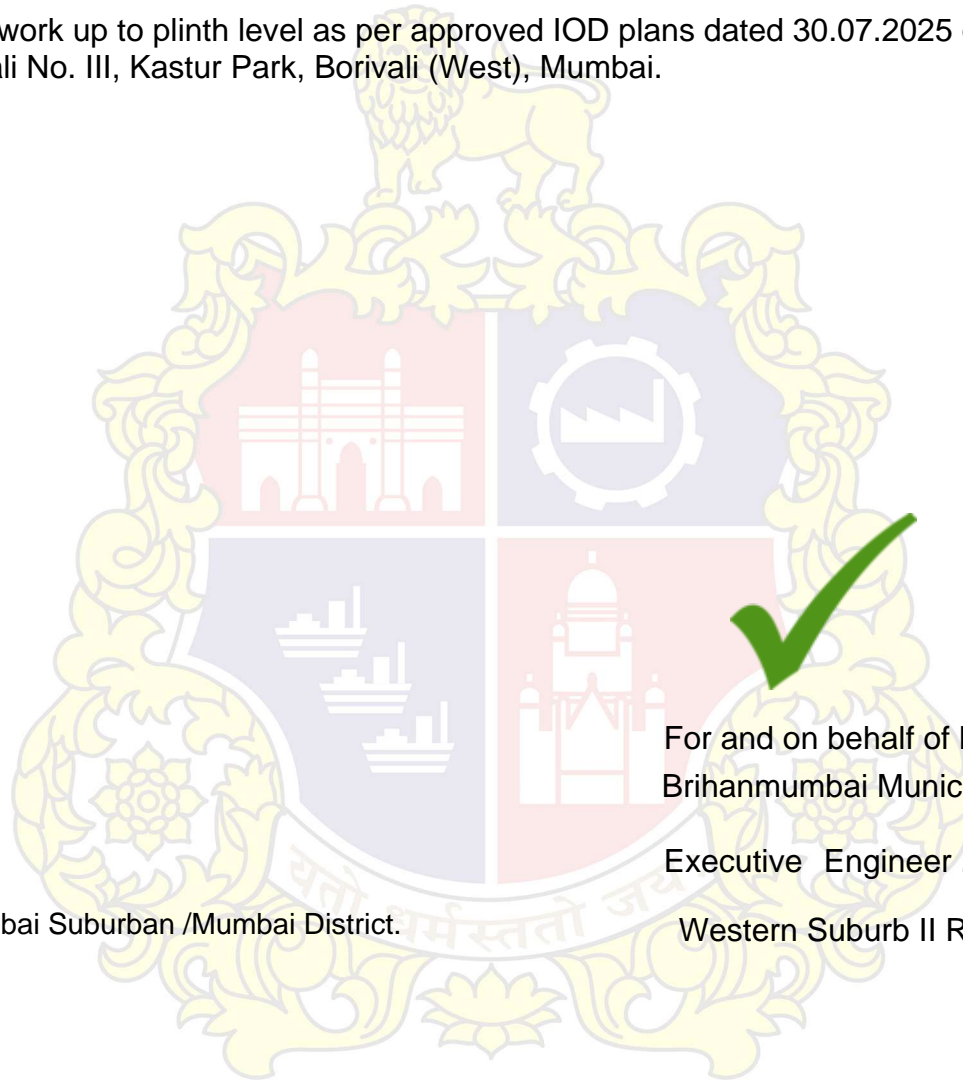 work up to plinth level as per approved IOD plans dated 30.07.2025
ali No. III, Kastur Park, Borivali (West), Mumbai.
For and on behalf of
Brihanmumbai Munic
Executive Engineer
bai Suburban /Mumbai District.
Western Suburb II R
यतो धर्मस्ततो जय